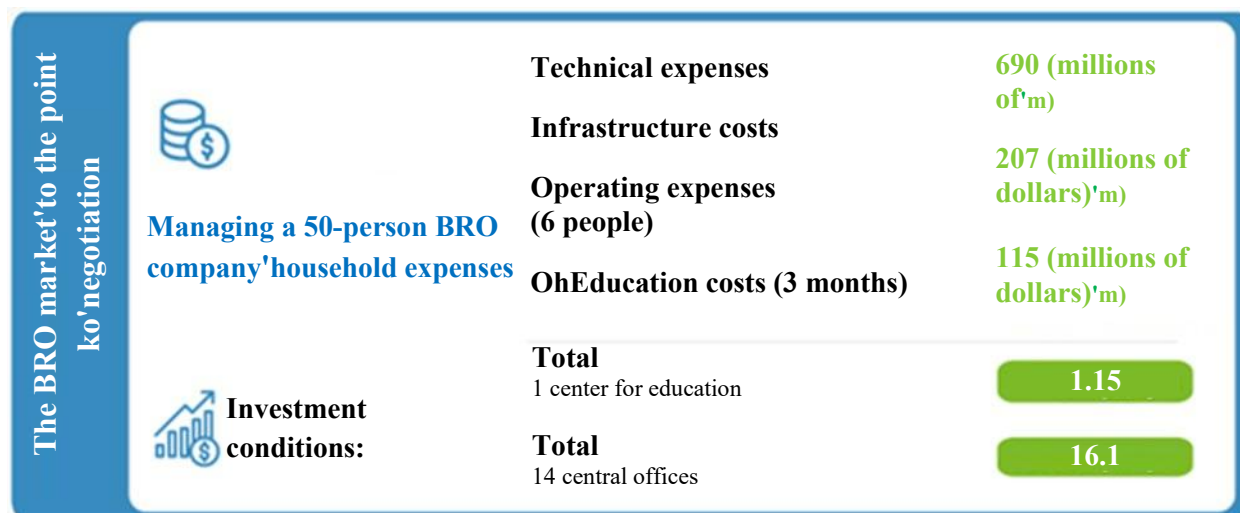 The BRO market'to the point
ko'negotiation
Managing a 50-person BRO
company'household expenses
Technical expenses
Infrastructure costs
Operating expenses
(6 people)
OhEducation costs (3 months)
690 (millions
of'm)
207 (millions of
dollars)'m)
115 (millions of
dollars)'m)
Investment
conditions:
Total
1 center for education
1.15
Total
14 central offices
16.1